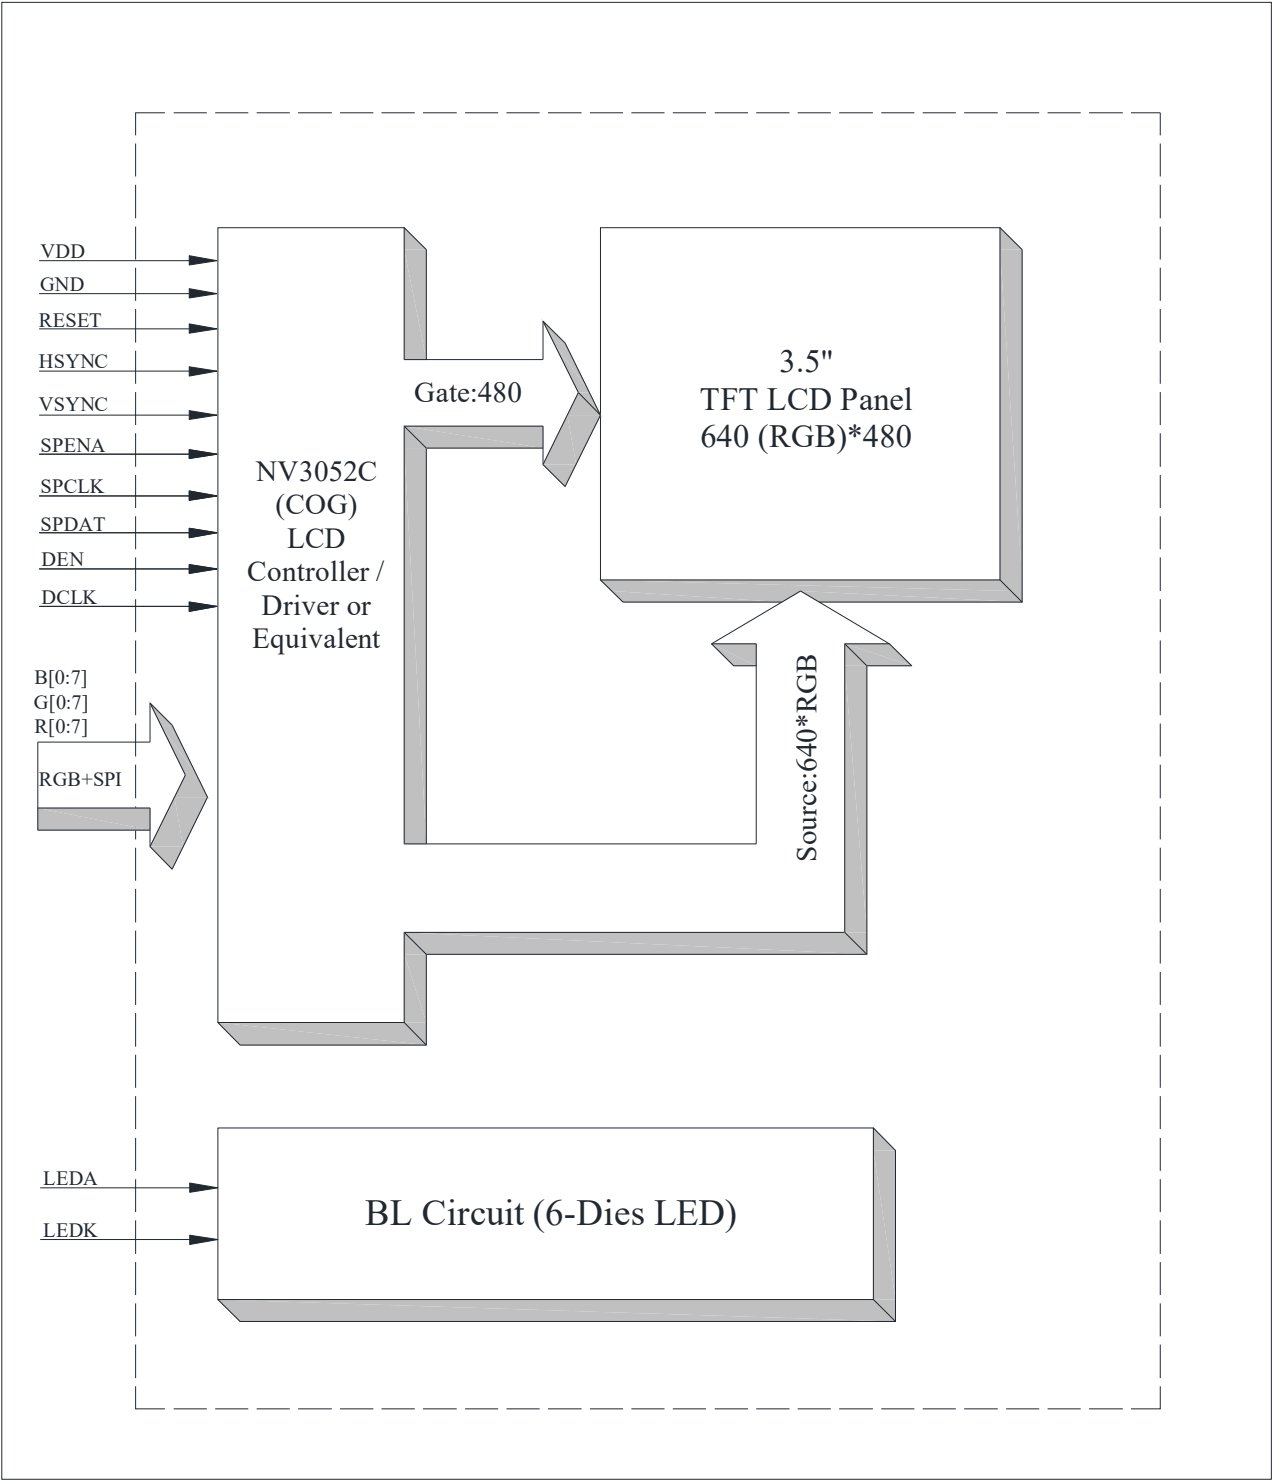 VDD
GND
RESET
HSYNC
VSYNC
SPENA
SPCLK
SPDAT
DEN
DCLK
B[0:7]
G[0:7]
R[0:7]
RGB+SPI
NV3052C
(COG)
LCD
Controller /
Driver or
Equivalent
Gate:480
3.5"
TFT LCD Panel
640 (RGB)*480
Source:640*RGB
LEDA
LEDK
BL Circuit (6-Dies LED)